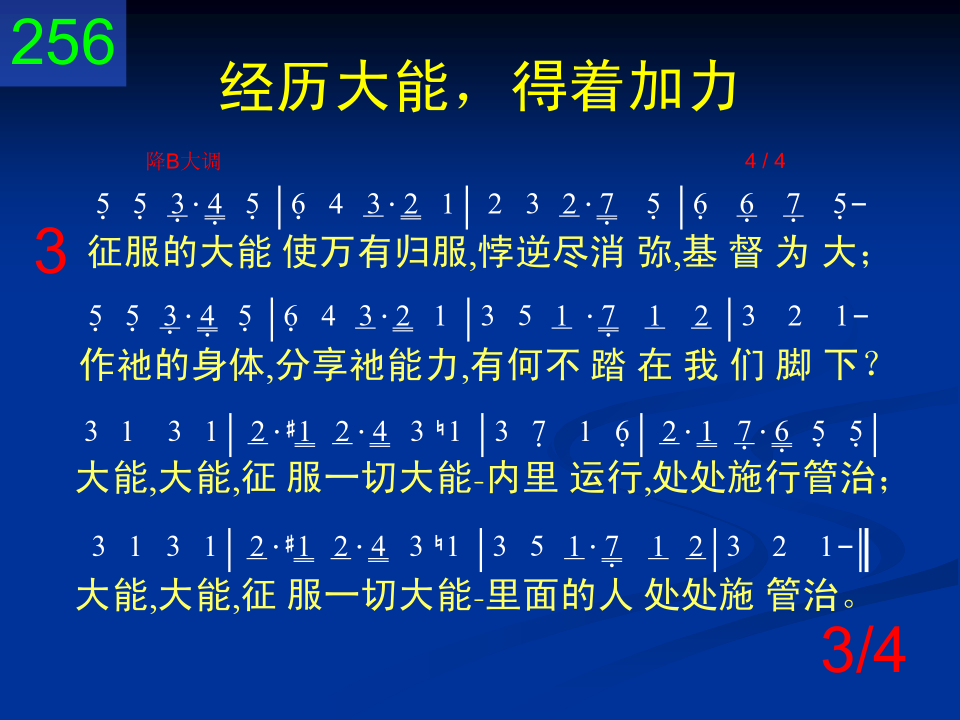 256
经历大能，得着加力
降B大调 4 / 4
5 5 3 · 4 5 | 6 4 3 · 2 1 | 2 3 2 · 7 5 | 6 6 7 5 –
3
征服的大能 使万有归服,悖逆尽消 弥,基 督 为 大；
5 5 3 · 4 5 | 6 4 3 · 2 1 | 3 5 1 · 7 1 2 | 3 2 1 –
作祂的身体,分享祂能力,有何不 踏 在 我 们 脚 下？
3 1 3 1 | 2 · ♯1 2 · 4 3 ♮1 | 3 7 1 6 | 2 · 1 7 · 6 5 5 |
大能,大能,征 服一切大能-内里 运行,处处施行管治；
3 1 3 1 | 2 · ♯1 2 · 4 3 ♮1 | 3 5 1 · 7 1 2 | 3 2 1 – ‖
大能,大能,征 服一切大能-里面的人 处处施 管治。
3/4